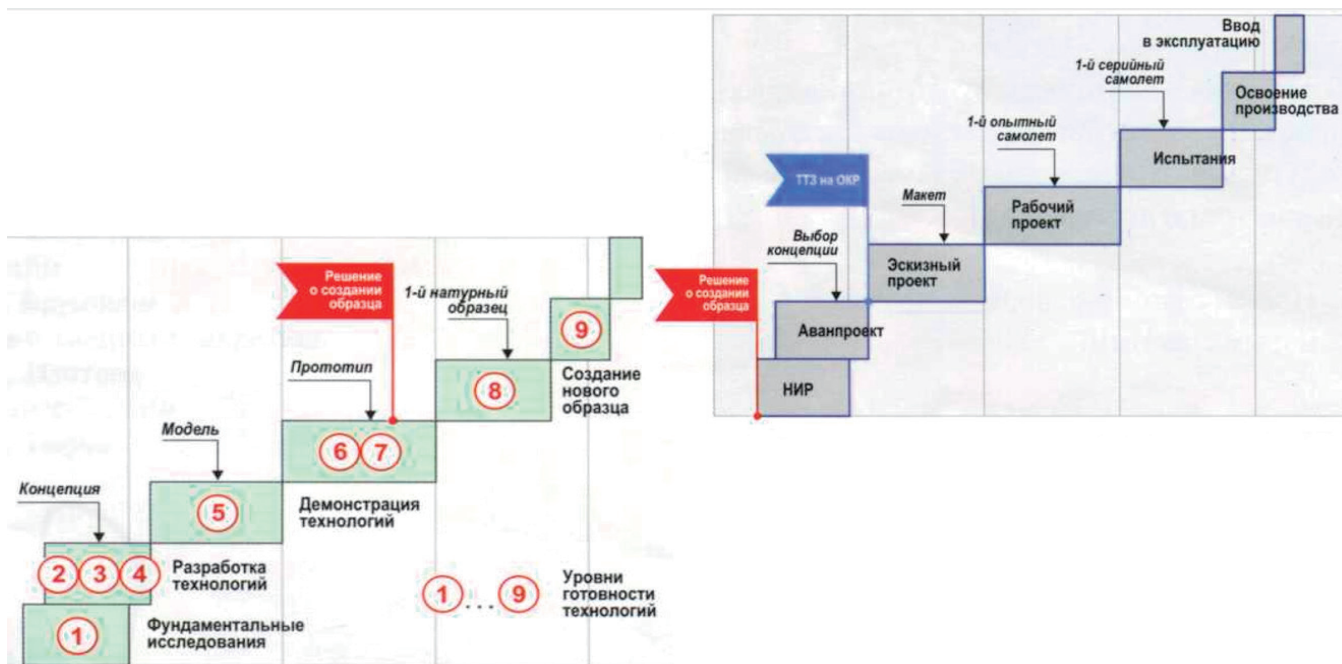 Ввод
в эксплуатацию
1-й серийный
самолет
Освоение
производства
1-й опытный
самолет
Испытания
ТТЗ на ОКР
Макет
Рабочий
проект
Выбор
концепции
Эскизный
проект
Решение
о создании
образца
Аванпроект
НИР
Решение
о создании
образца
1-й натурный
образец
9
Прототип
8
Создание
нового
образца
Модель
6 7
Концепция
5
Демонстрация
технологий
2 3 4
Разработка
технологий
1 ... 9
Уровни
готовности
технологий
1
Фундаментальные
исследования